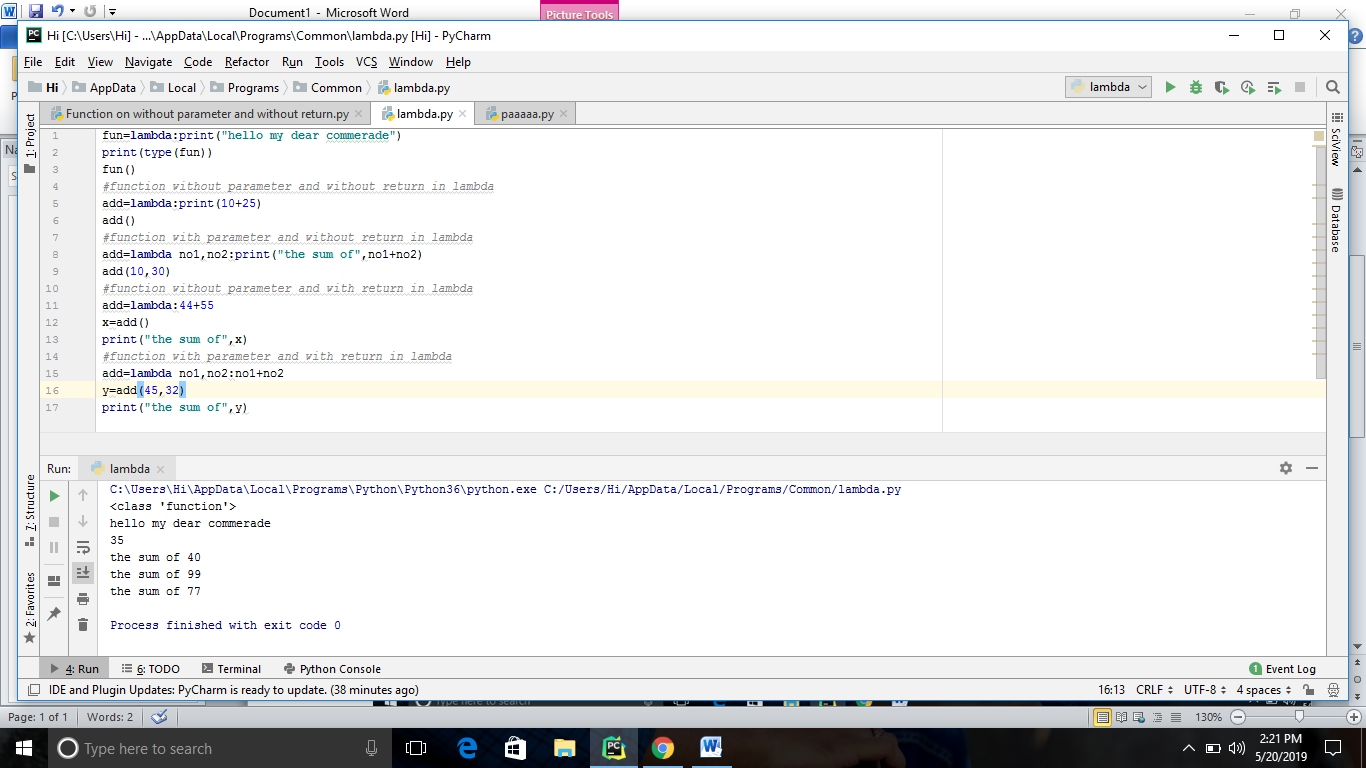 Document1 - Microsoft Word
Picture Tools
Hi [C:\Users\Hi] - ...\AppData\Local\Programs\Common\lambda.py [Hi] - PyCharm
File Edit View Navigate Code Refactor Run Tools VCS Window Help
Hi AppData Local Programs Common lambda.py
lambda
Function on without parameter and without return.py lambda.py paaaaa.py
1: Project
SciView
Database
1 fun=lambda:print("hello my dear commerade")
2 print(type(fun))
3 fun()
4 #function without parameter and without return in lambda
5 add=lambda:print(10+25)
6 add()
7 #function with parameter and without return in lambda
8 add=lambda no1,no2:print("the sum of",no1+no2)
9 add(10,30)
10 #function without parameter and with return in lambda
11 add=lambda:44+55
12 x=add()
13 print("the sum of",x)
14 #function with parameter and with return in lambda
15 add=lambda no1,no2:no1+no2
16 y=add(45,32)
17 print("the sum of",y)
Run: lambda
7: Structure
2: Favorites
C:\Users\Hi\AppData\Local\Programs\Python\Python36\python.exe C:/Users/Hi/AppData/Local/Programs/Common/lambda.py
<class 'function'>
hello my dear commerade
35
the sum of 40
the sum of 99
the sum of 77
Process finished with exit code 0
4: Run 6: TODO Terminal Python Console 1 Event Log
IDE and Plugin Updates: PyCharm is ready to update. (38 minutes ago) 16:13 CRLF UTF-8 4 spaces
Page: 1 of 1 Words: 2 130%
Type here to search
2:21 PM
5/20/2019